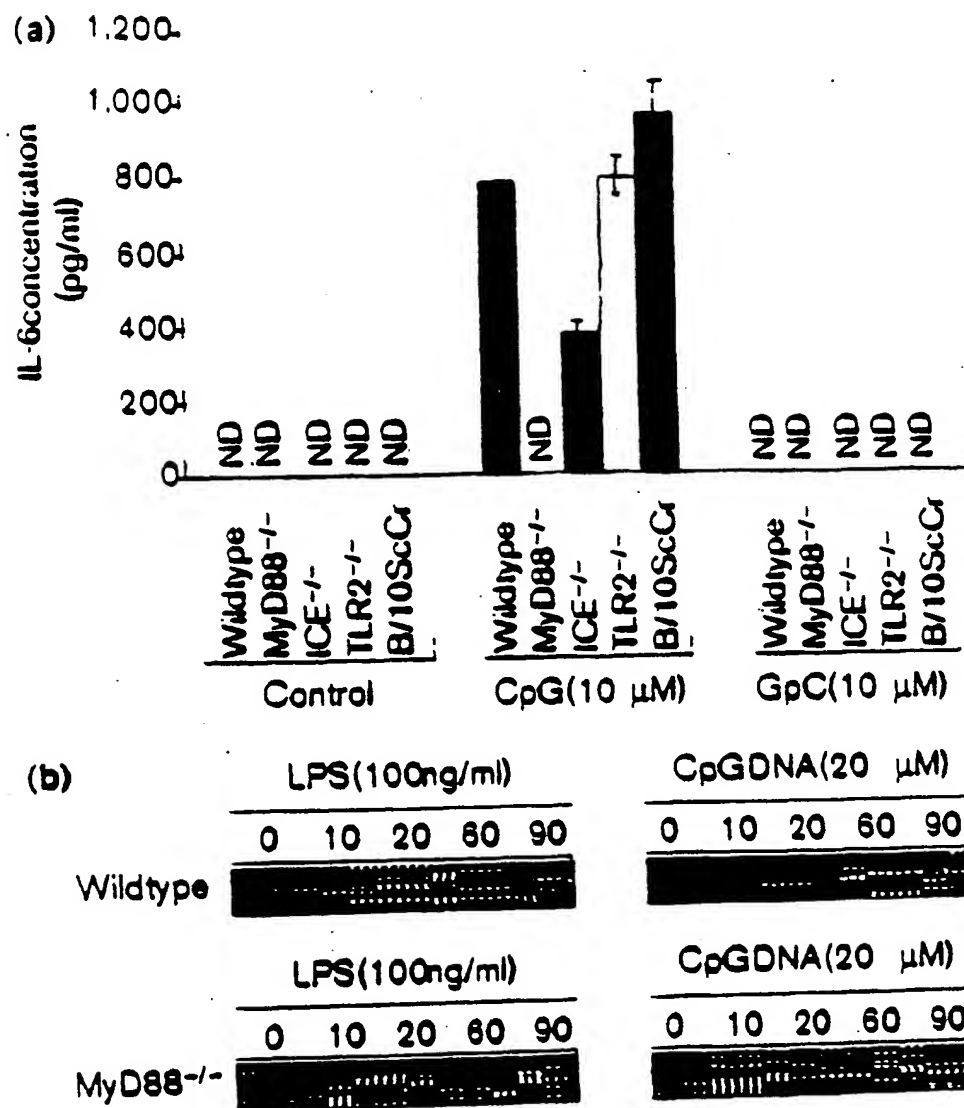 (a)
1.200
1.000
800
600
400
200
0
IL-6concentration
(pg/ml)
ND ND ND ND ND
ND
ND ND ND ND ND
Wildtype
MyD88-/-
ICE-/-
TLR2-/-
B/10ScCr
Control
Wildtype
MyD88-/-
ICE-/-
TLR2-/-
B/10ScCr
CpG(10 μM)
Wildtype
MyD88-/-
ICE-/-
TLR2-/-
B/10ScCr
GpC(10 μM)
(b)
LPS(100ng/ml) CpGDNA(20 μM)
0 10 20 60 90 0 10 20 60 90
Wildtype
LPS(100ng/ml) CpGDNA(20 μM)
0 10 20 60 90 0 10 20 60 90
MyD88-/-